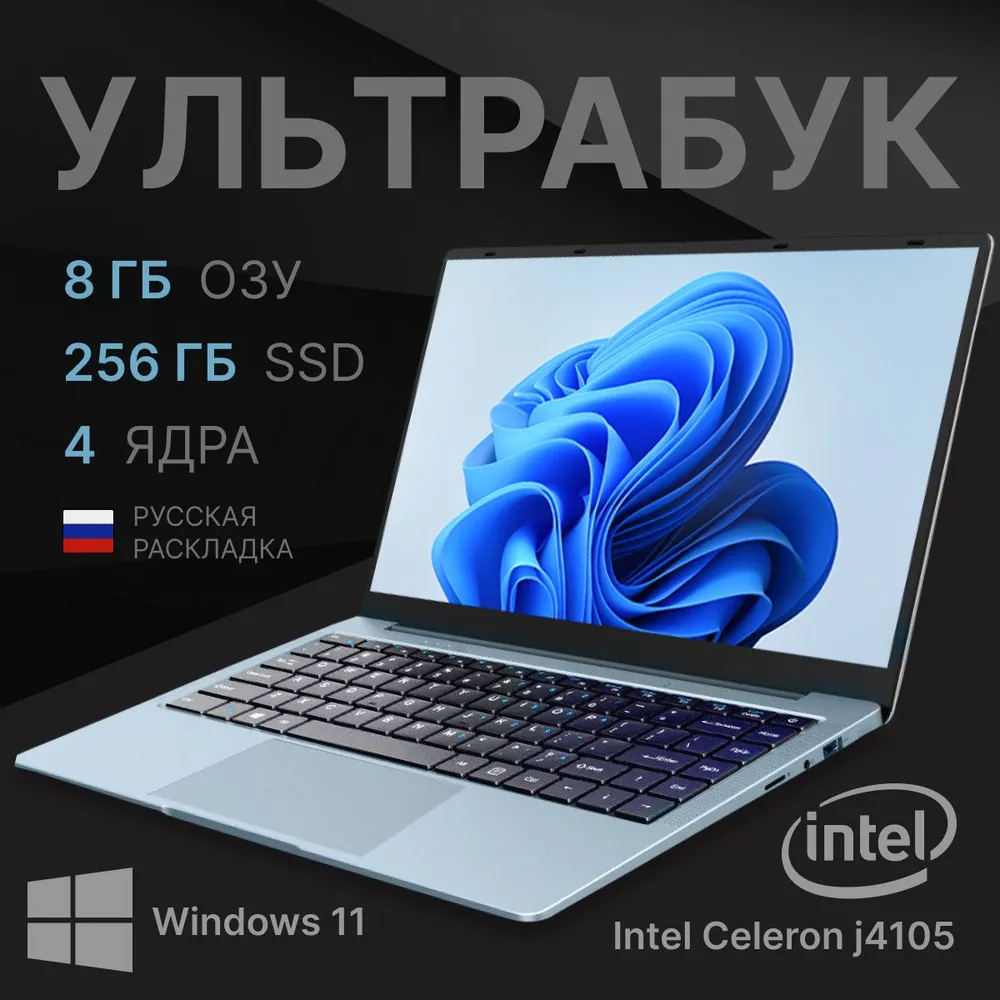 УЛЬТРАБУК
8 ГБ ОЗУ
256 ГБ SSD
4 ЯДРА
РУССКАЯ
РАСКЛАДКА
intel
Windows 11
Intel Celeron j4105